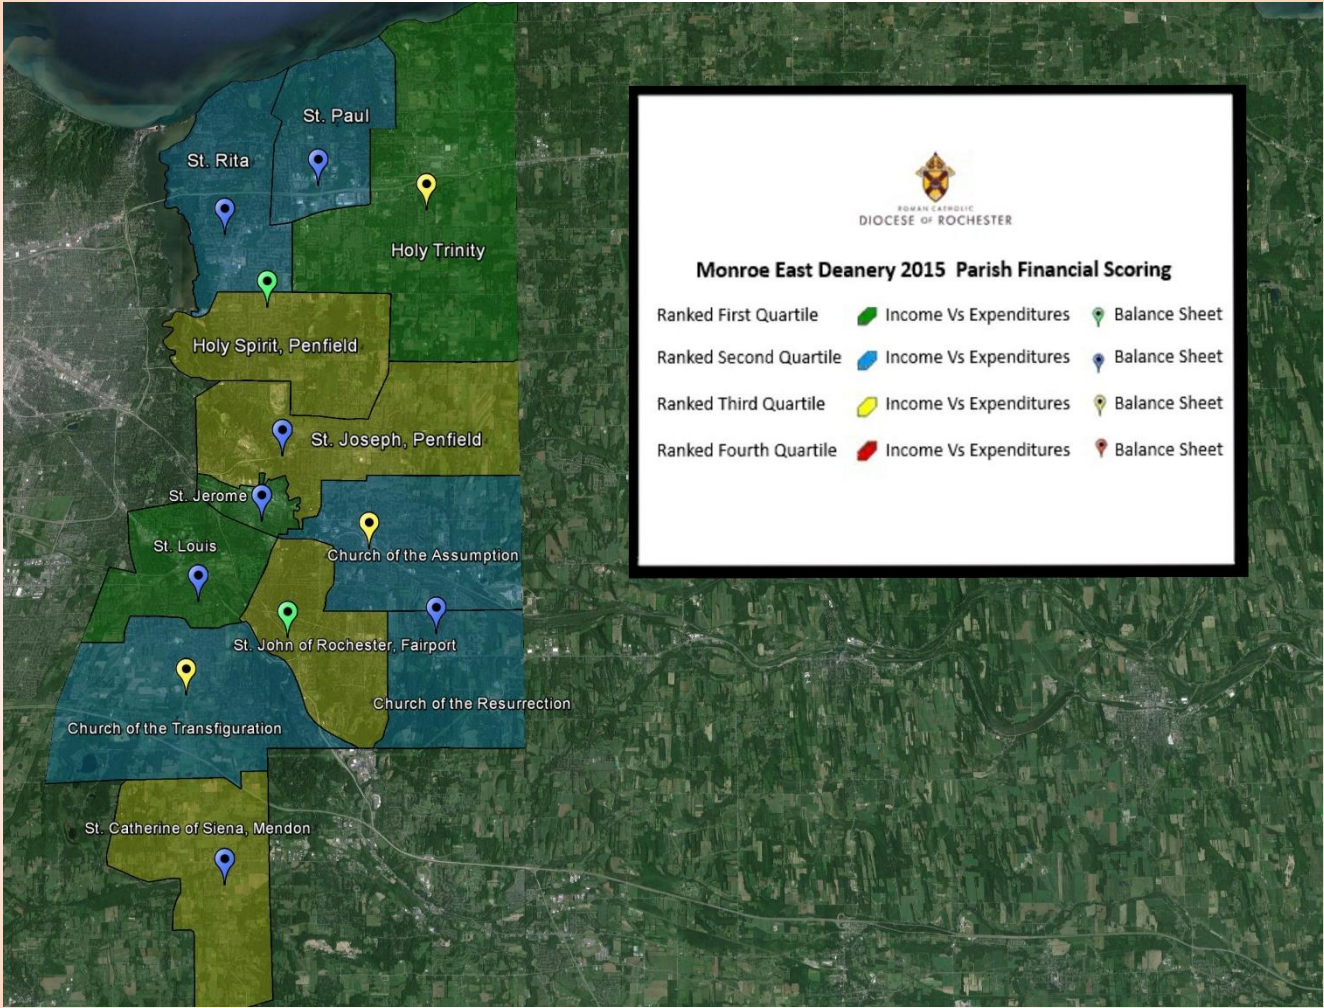 St. Paul
St. Rita
Holy Trinity
Holy Spirit, Penfield
St. Joseph, Penfield
St. Jerome
St. Louis
Church of the Assumption
St. John of Rochester, Fairport
Church of the Resurrection
Church of the Transfiguration
St. Catherine of Siena, Mendon
ROMAN CATHOLIC
DIOCESE OF ROCHESTER
Monroe East Deanery 2015 Parish Financial Scoring
Ranked First Quartile Income Vs Expenditures Balance Sheet
Ranked Second Quartile Income Vs Expenditures Balance Sheet
Ranked Third Quartile Income Vs Expenditures Balance Sheet
Ranked Fourth Quartile Income Vs Expenditures Balance Sheet